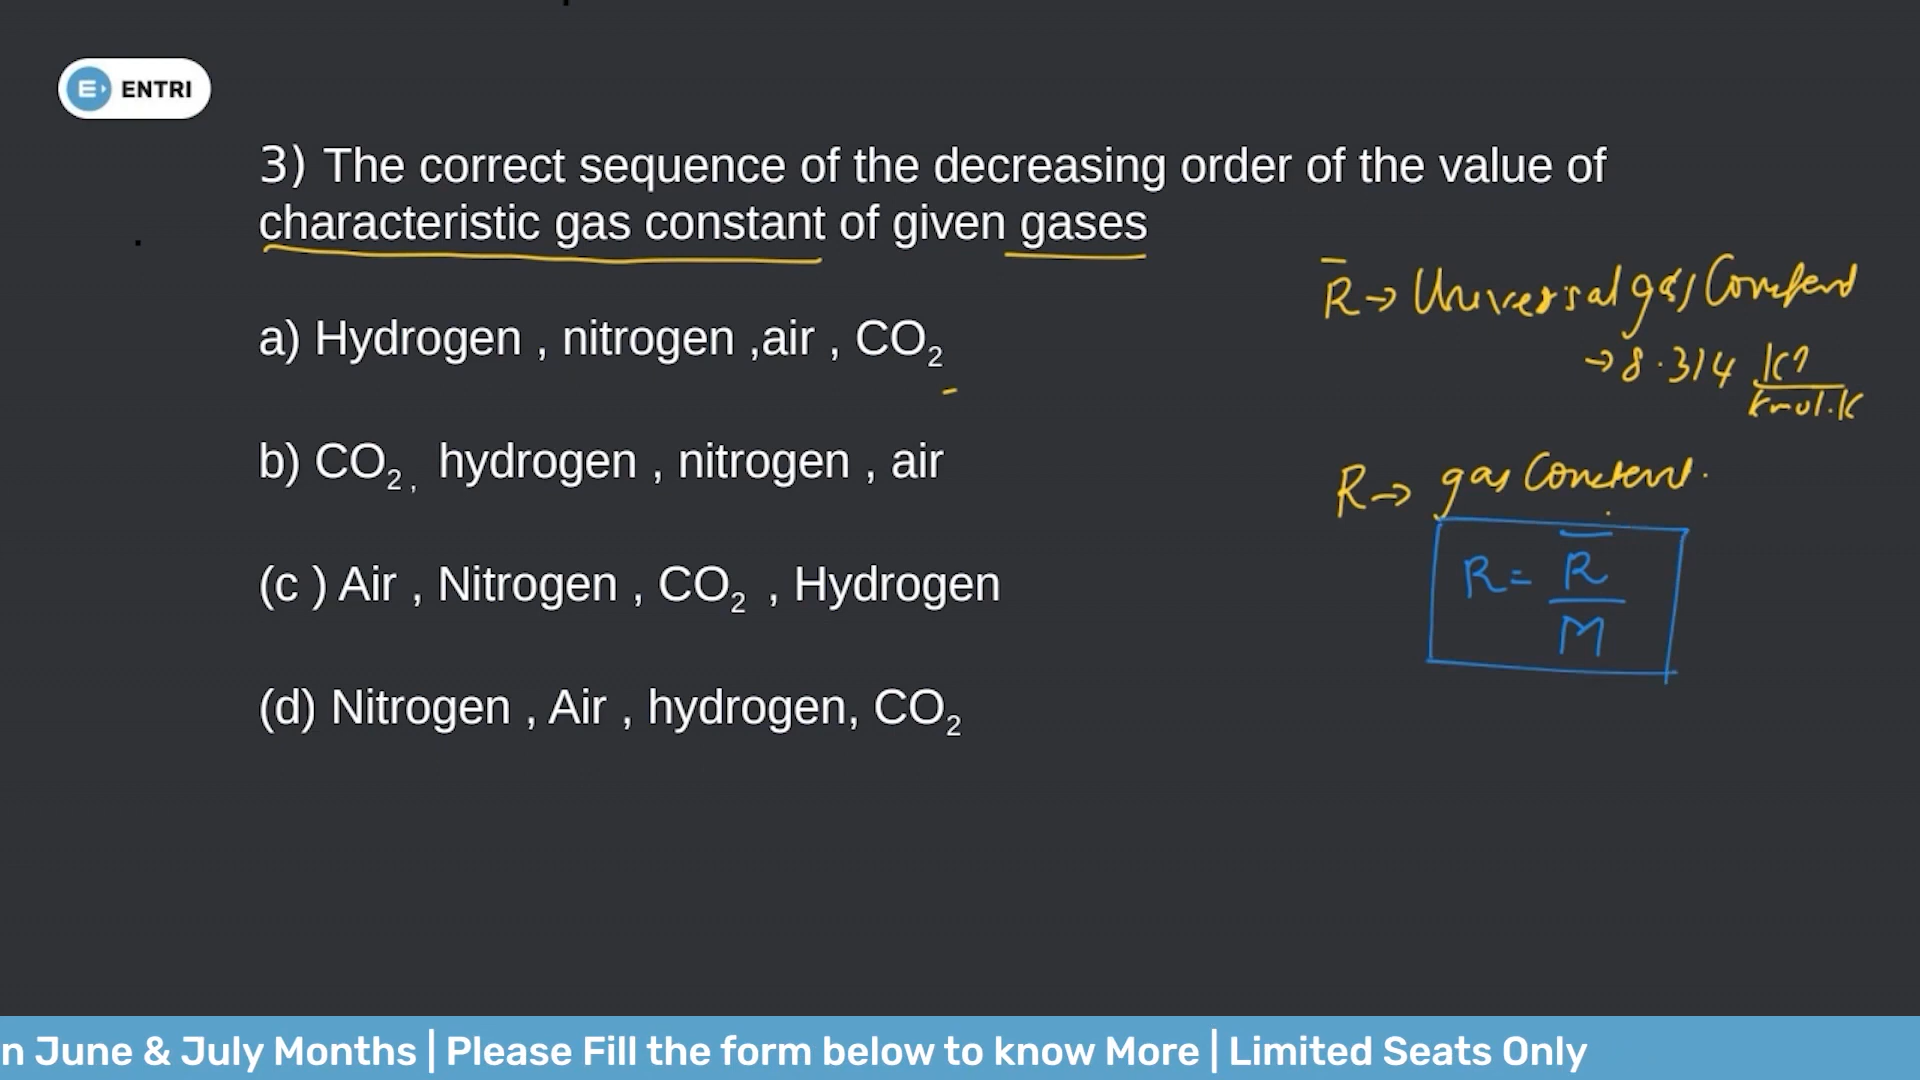 ENTRI
3) The correct sequence of the decreasing order of the value of
characteristic gas constant of given gases
a) Hydrogen , nitrogen ,air , CO₂
b) CO₂ , hydrogen , nitrogen , air
(c ) Air , Nitrogen , CO₂ , Hydrogen
(d) Nitrogen , Air , hydrogen, CO₂
R̅ → Universal gas Constant
→ 8.314 kJ/kmol.K
R → gas Constant.
R = R̅/M
n June & July Months | Please Fill the form below to know More | Limited Seats Only